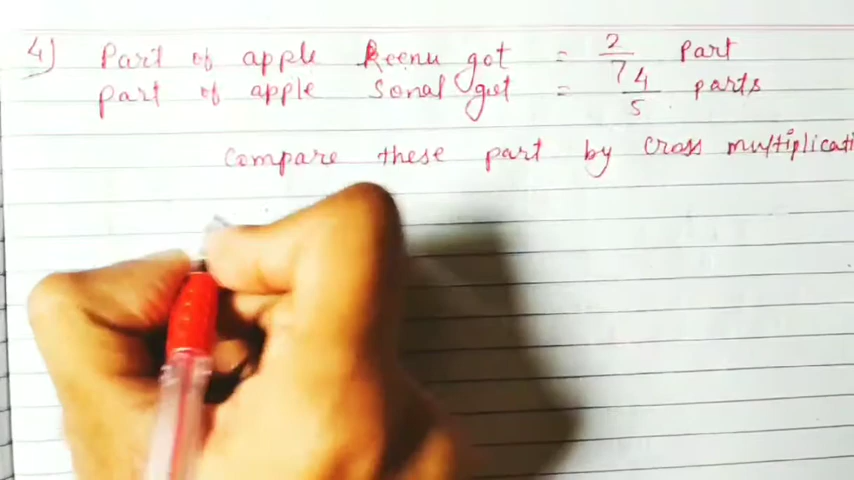 4) Part of apple Reenu got = 2/7 Part
part of apple Sonal got = 4/5 parts
Compare these part by cross multiplicati